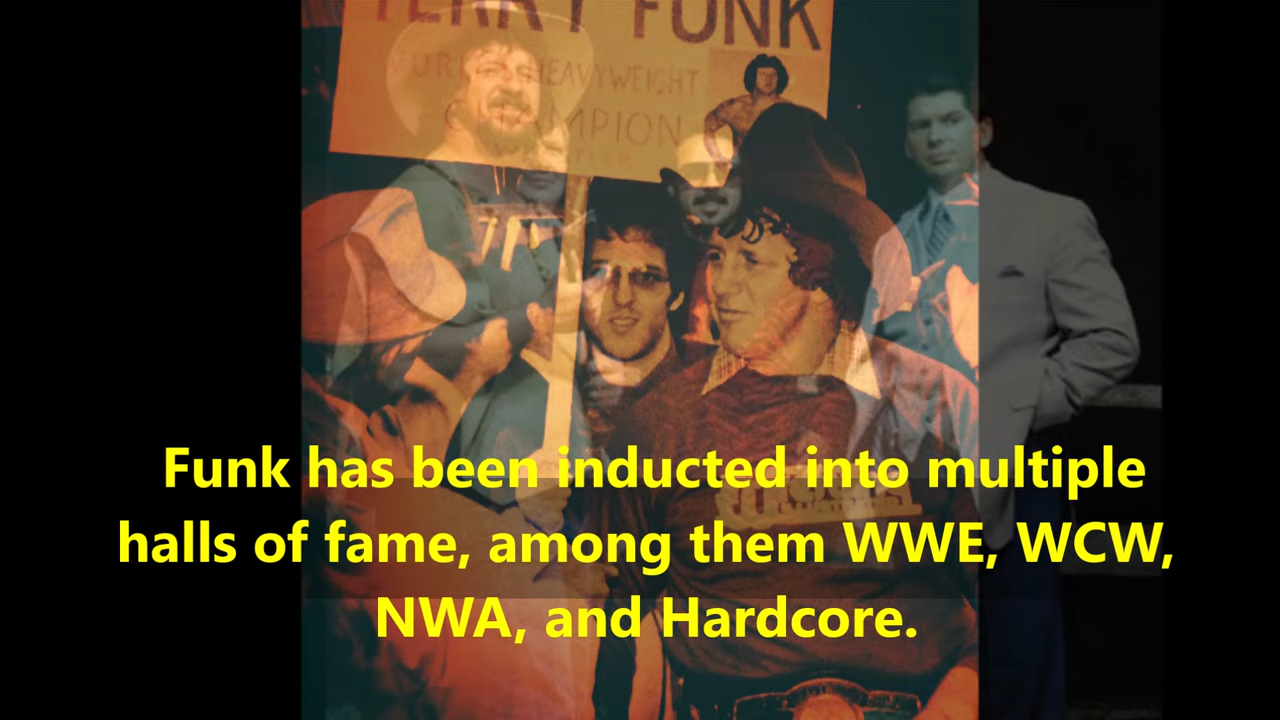 TERRY FUNK
HEAVYWEIGHT
CHAMPION
Funk has been inducted into multiple
halls of fame, among them WWE, WCW,
NWA, and Hardcore.